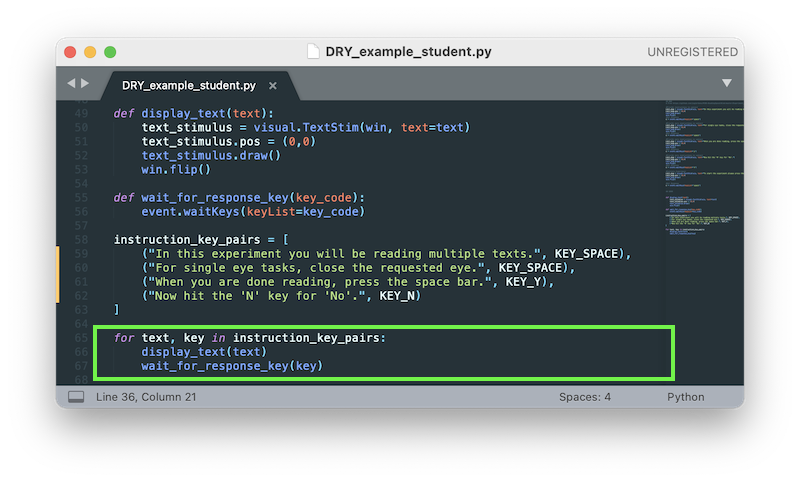 DRY_example_student.py
UNREGISTERED
DRY_example_student.py ×
49 def display_text(text):
50 text_stimulus = visual.TextStim(win, text=text)
51 text_stimulus.pos = (0,0)
52 text_stimulus.draw()
53 win.flip()
54
55 def wait_for_response_key(key_code):
56 event.waitKeys(keyList=key_code)
57
58 instruction_key_pairs = [
59 ("In this experiment you will be reading multiple texts.", KEY_SPACE),
60 ("For single eye tasks, close the requested eye.", KEY_SPACE),
61 ("When you are done reading, press the space bar.", KEY_Y),
62 ("Now hit the 'N' key for 'No'.", KEY_N)
63 ]
64
65 for text, key in instruction_key_pairs:
66 display_text(text)
67 wait_for_response_key(key)
68
Line 36, Column 21
Spaces: 4
Python